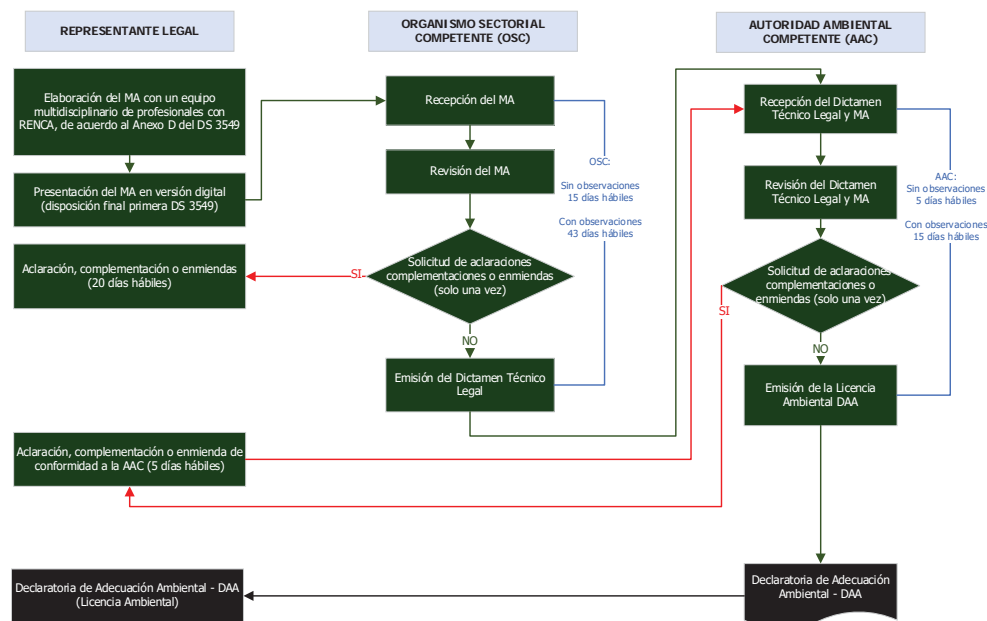 REPRESENTANTE LEGAL
ORGANISMO SECTORIAL
COMPETENTE (OSC)
AUTORIDAD AMBIENTAL
COMPETENTE (AAC)
Elaboración del MA con un equipo
multidisciplinario de profesionales con
RENCA, de acuerdo al Anexo D del DS 3549
Presentación del MA en versión digital
(disposición final primera DS 3549)
Aclaración, complementación o enmiendas
(20 días hábiles)
Recepción del MA
Revisión del MA
Solicitud de aclaraciones
complementaciones o enmiendas
(solo una vez)
SI
NO
Emisión del Dictamen Técnico
Legal
OSC:
Sin observaciones
15 días hábiles
Con observaciones
43 días hábiles
Recepción del Dictamen
Técnico Legal y MA
Revisión del Dictamen
Técnico Legal y MA
Solicitud de aclaraciones
complementaciones o
enmiendas (solo una vez)
SI
NO
Emisión de la Licencia
Ambiental DAA
AAC:
Sin observaciones
5 días hábiles
Con observaciones
15 días hábiles
Aclaración, complementación o enmienda de
conformidad a la AAC (5 días hábiles)
Declaratoria de Adecuación Ambiental - DAA
(Licencia Ambiental)
Declaratoria de Adecuación
Ambiental - DAA